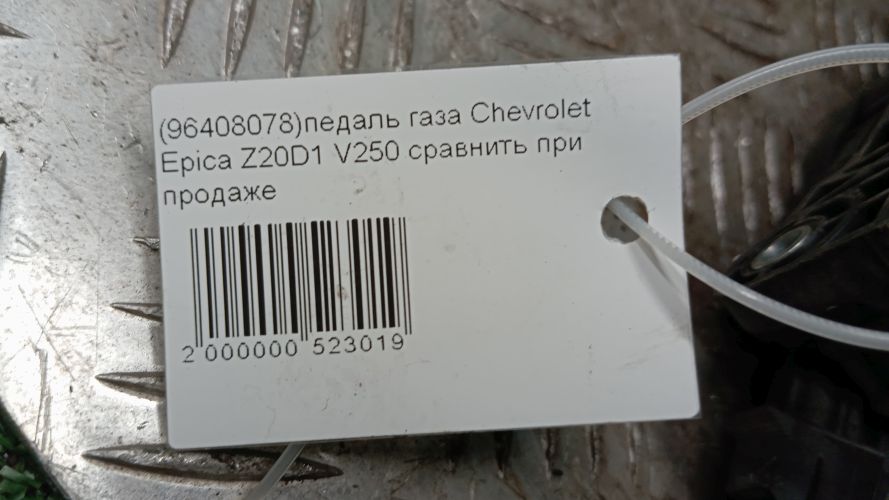 (96408078)педаль газа Chevrolet
Epica Z20D1 V250 сравнить при
продаже
2 000000 523019